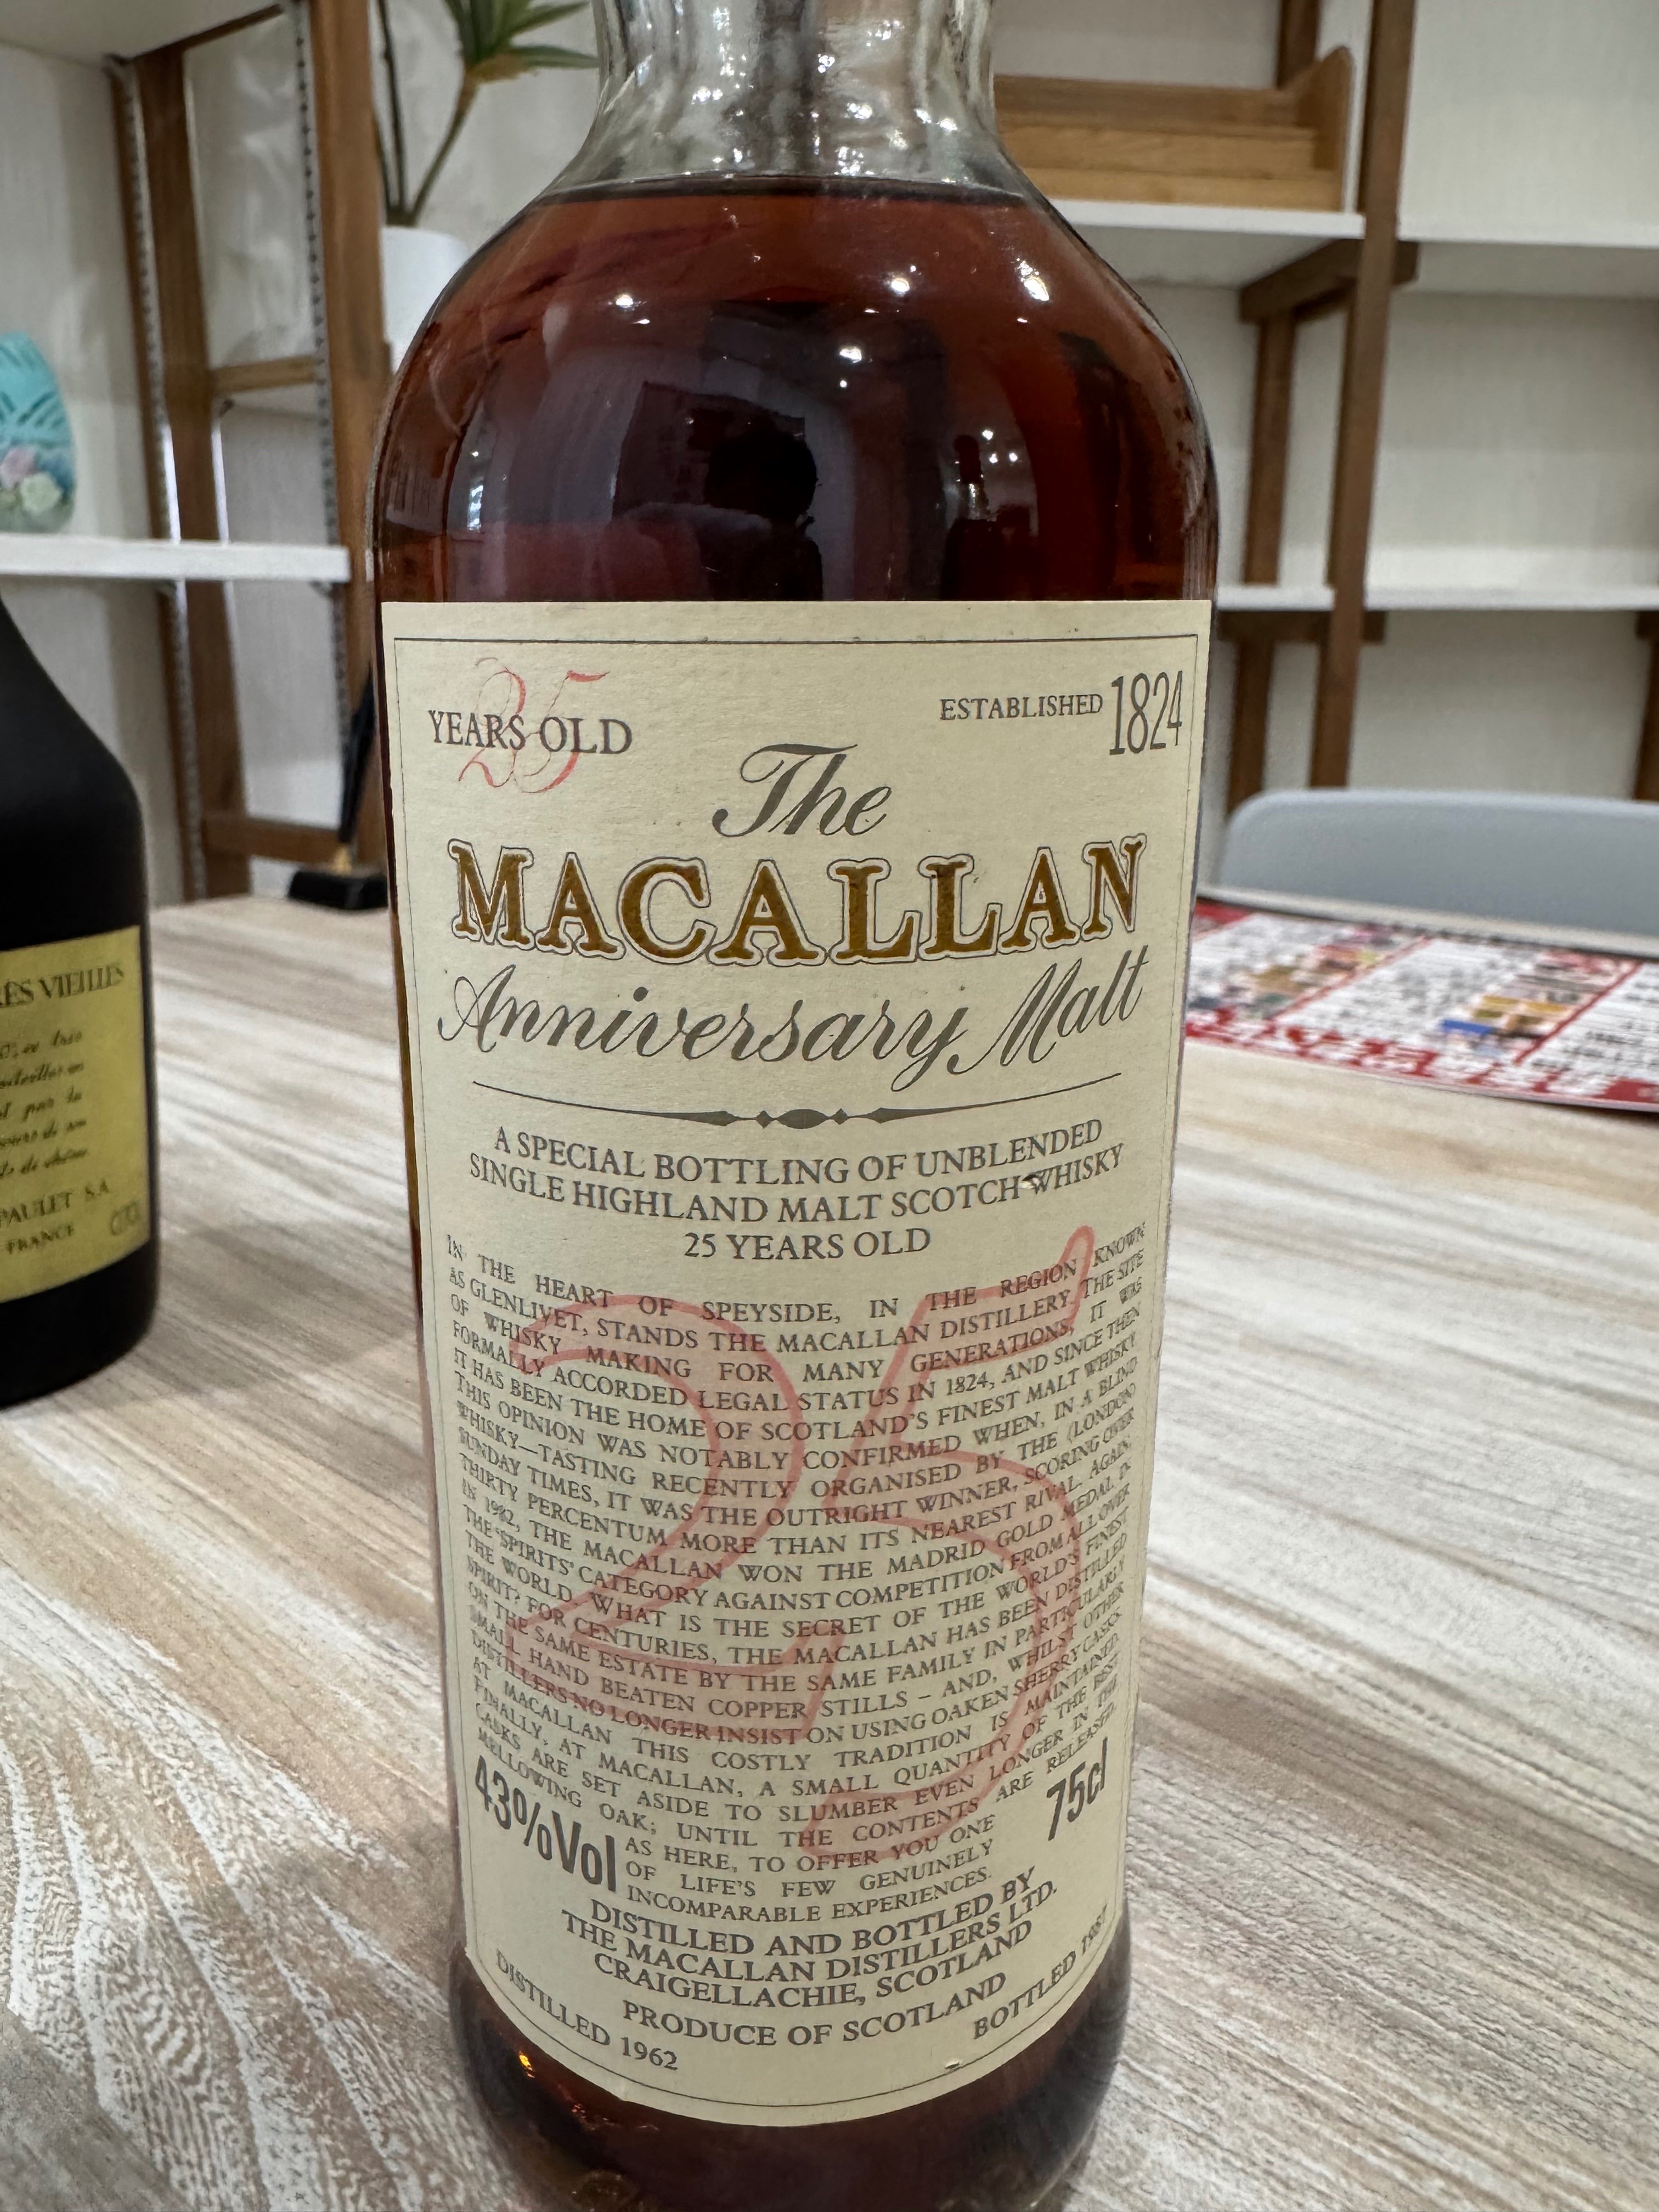 25
YEARS OLD
ESTABLISHED 1824
The
MACALLAN
Anniversary Malt
A SPECIAL BOTTLING OF UNBLENDED
SINGLE HIGHLAND MALT SCOTCH WHISKY
25 YEARS OLD
IN THE HEART OF SPEYSIDE, IN THE REGION KNOWN
AS GLENLIVET, STANDS THE MACALLAN DISTILLERY. THE SITE
OF WHISKY MAKING FOR MANY GENERATIONS, IT WAS
FORMALLY ACCORDED LEGAL STATUS IN 1824, AND SINCE THEN
IT HAS BEEN THE HOME OF SCOTLAND'S FINEST MALT WHISKY
THIS OPINION WAS NOTABLY CONFIRMED WHEN, IN A BLIND
WHISKY—TASTING RECENTLY ORGANISED BY THE (LONDON)
SUNDAY TIMES, IT WAS THE OUTRIGHT WINNER, SCORING OVER
THIRTY PERCENTUM MORE THAN ITS NEAREST RIVAL. AGAIN,
IN 1982, THE MACALLAN WON THE MADRID GOLD MEDAL IN
THE 'SPIRITS' CATEGORY AGAINST COMPETITION FROM ALL OVER
THE WORLD. WHAT IS THE SECRET OF THE WORLD'S FINEST
SPIRIT? FOR CENTURIES, THE MACALLAN HAS BEEN DISTILLED
ON THE SAME ESTATE BY THE SAME FAMILY IN PARTICULARLY
SMALL HAND BEATEN COPPER STILLS – AND, WHILST OTHER
DISTILLERS NO LONGER INSIST ON USING OAKEN SHERRY CASKS,
AT MACALLAN THIS COSTLY TRADITION IS MAINTAINED.
FINALLY, AT MACALLAN, A SMALL QUANTITY OF THE BEST
CASKS ARE SET ASIDE TO SLUMBER EVEN LONGER IN THE
MELLOWING OAK; UNTIL THE CONTENTS ARE RELEASED,
AS HERE, TO OFFER YOU ONE
OF LIFE'S FEW GENUINELY
INCOMPARABLE EXPERIENCES.
25
43%Vol
75cl
DISTILLED AND BOTTLED BY
THE MACALLAN DISTILLERS LTD.
CRAIGELLACHIE, SCOTLAND
PRODUCE OF SCOTLAND
DISTILLED 1962
BOTTLED 1987
VIEILLES
par la
PAULET S.A
FRANCE